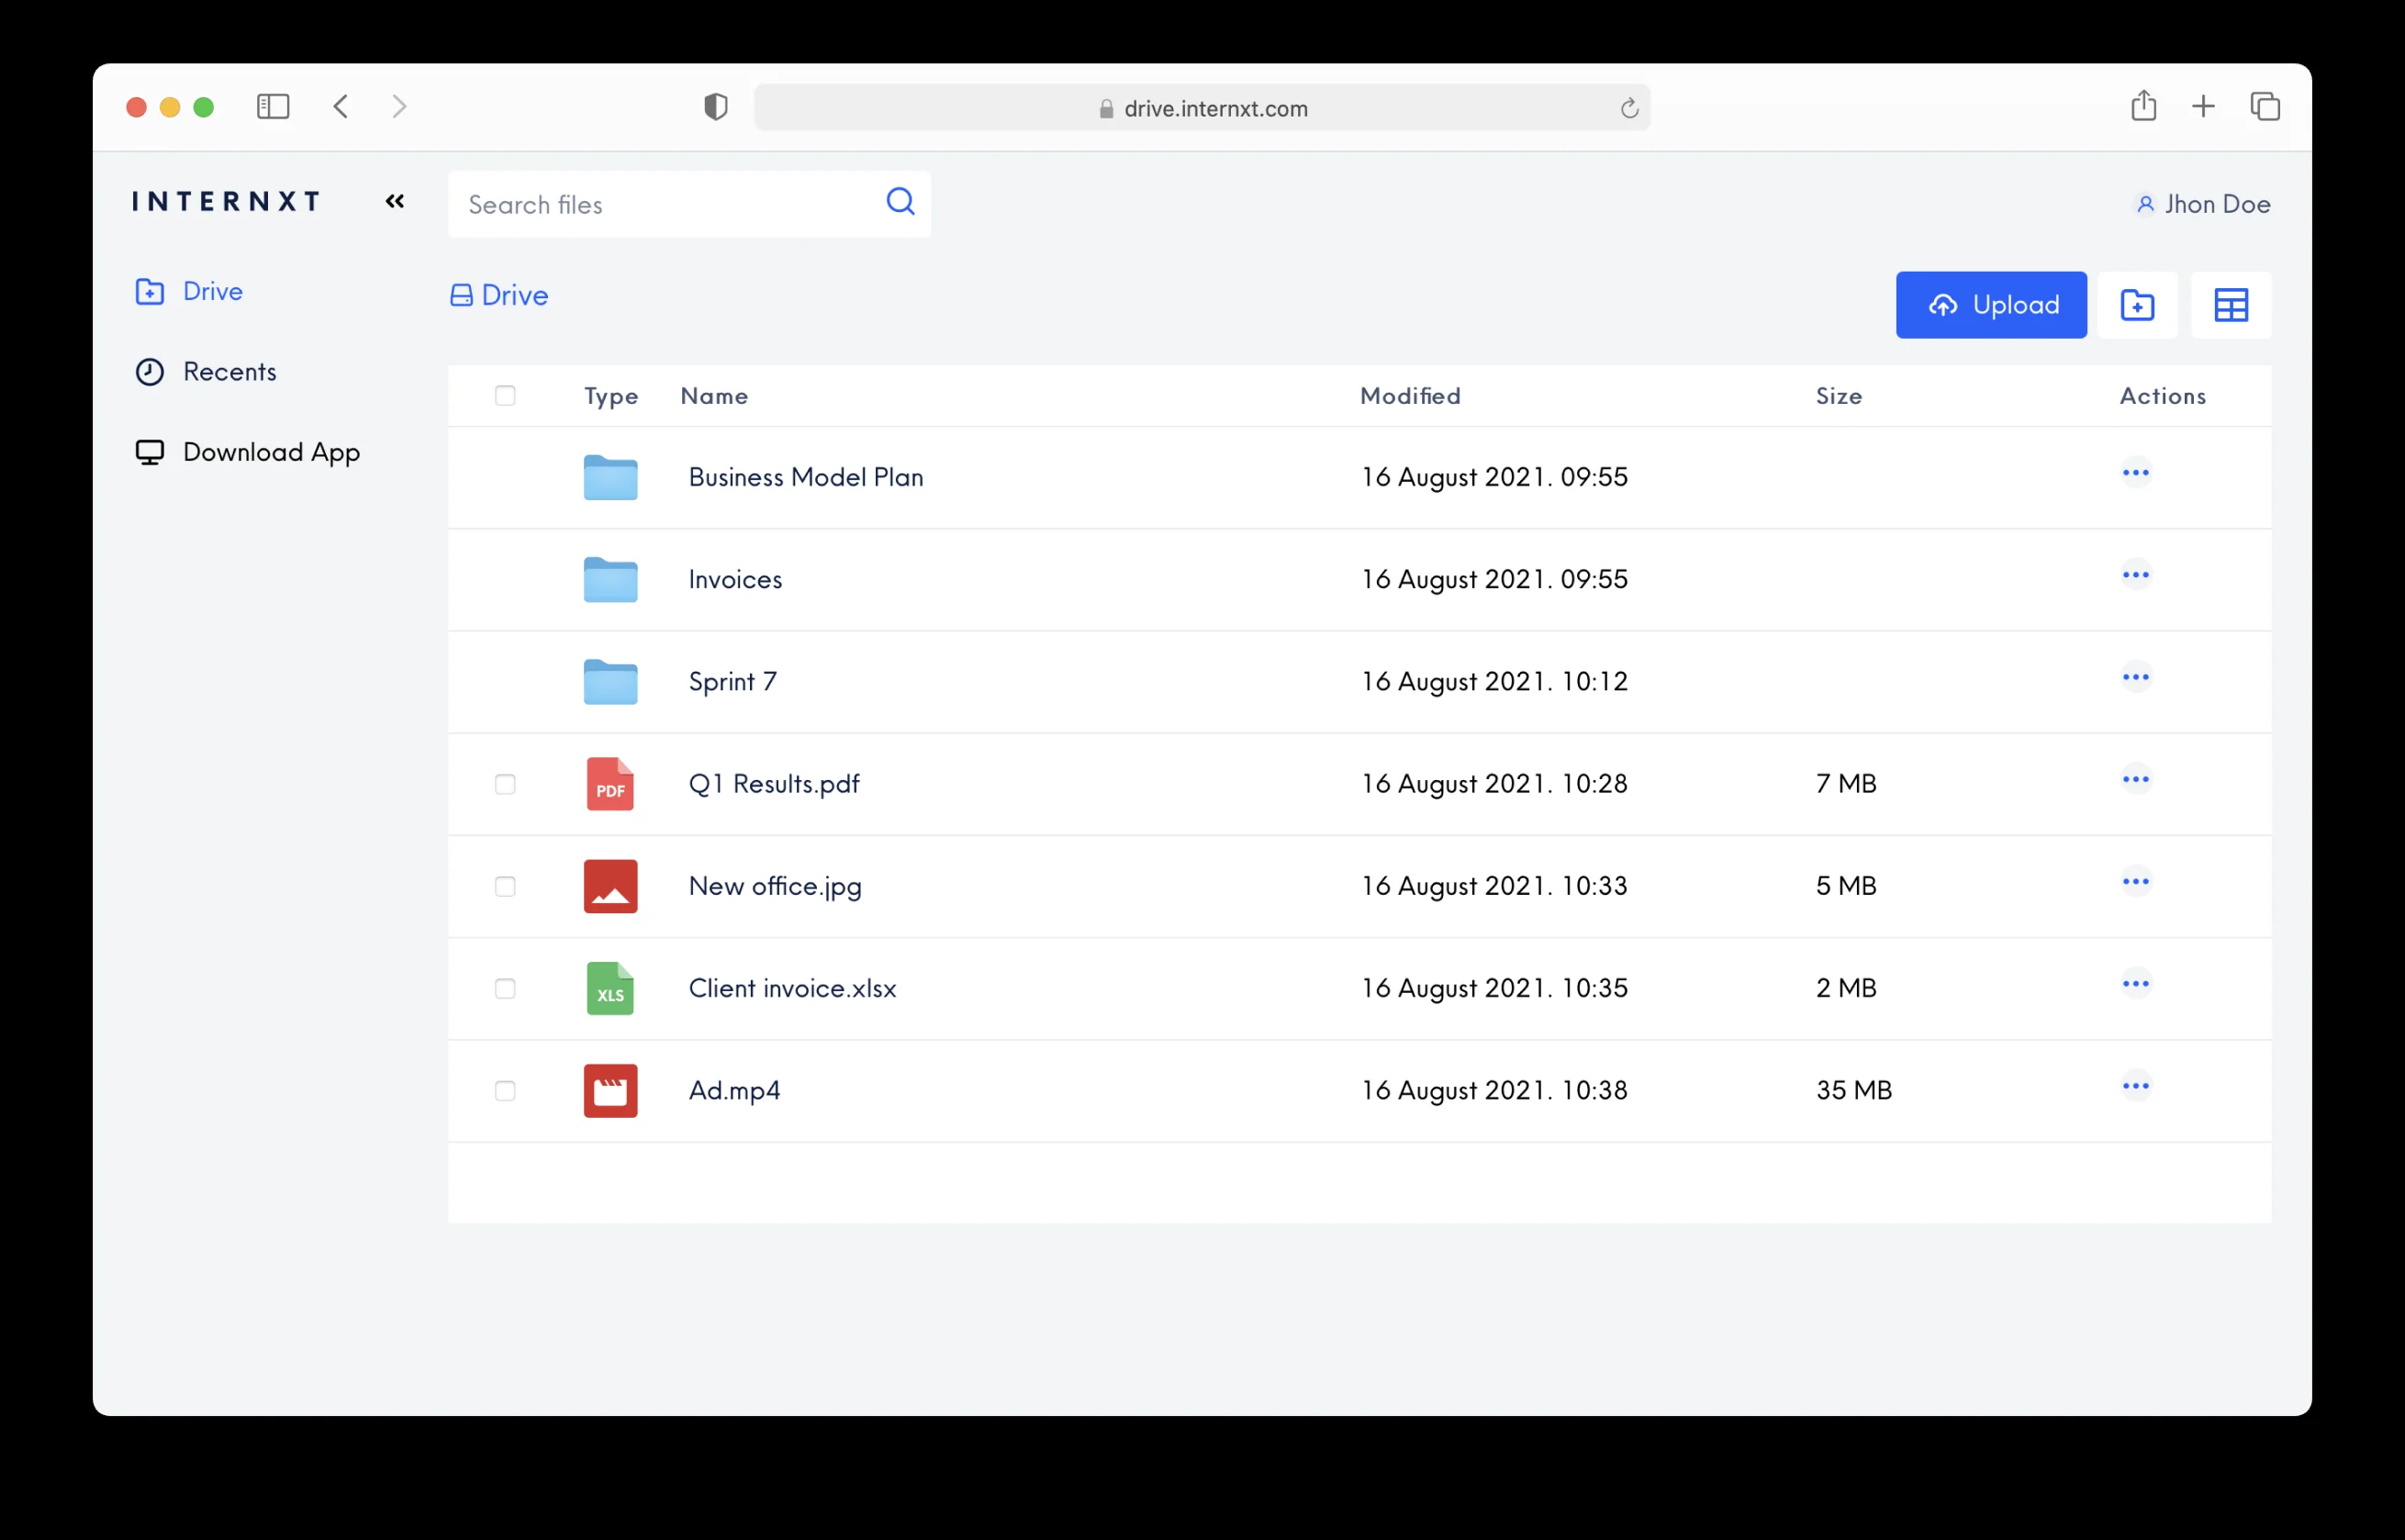 drive.internxt.com
INTERNXT
Search files
Jhon Doe
Drive
Recents
Download App
Drive
Upload
Type Name Modified Size Actions
Business Model Plan 16 August 2021. 09:55
Invoices 16 August 2021. 09:55
Sprint 7 16 August 2021. 10:12
PDF Q1 Results.pdf 16 August 2021. 10:28 7 MB
New office.jpg 16 August 2021. 10:33 5 MB
XLS Client invoice.xlsx 16 August 2021. 10:35 2 MB
Ad.mp4 16 August 2021. 10:38 35 MB